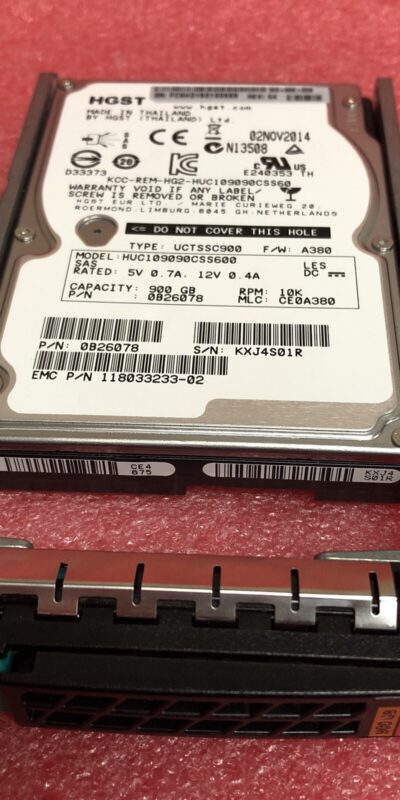 HGST
www.hgst.com
MADE IN THAILAND
BY HGST (THAILAND) LTD.
SAS
CE
02NOV2014
N13508
D33373
26
US
E240353 TH
KCC-REM-HG2-HUC109090CSS60
WARRANTY VOID IF ANY LABEL/
SCREW IS REMOVED OR BROKEN
HGST EUR LTD / MARIE CURIEWEG 20,
ROERMOND,LIMBURG,6045 GH.NETHERLANDS
<— DO NOT COVER THIS HOLE
TYPE: UCTSSC900 F/W: A380
MODEL:HUC109090CSS600
SAS LES
RATED: 5V 0.7A, 12V 0.4A DC
CAPACITY: 900 GB RPM: 10K
P/N : 0B26078 MLC: CE0A380
P/N: 0B26078 S/N: KXJ4S01R
EMC P/N 118033233-02
CE4
675
KXJ4
S01R